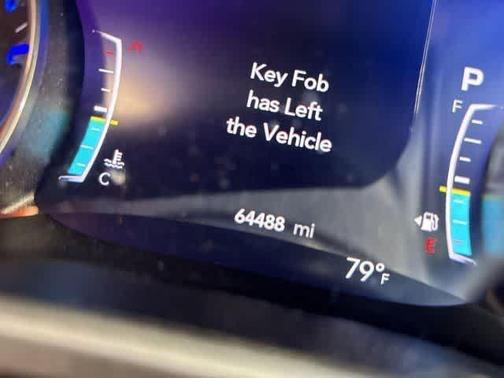 P
Key Fob
has Left
the Vehicle
F
H
C
64488 mi
E
79°F